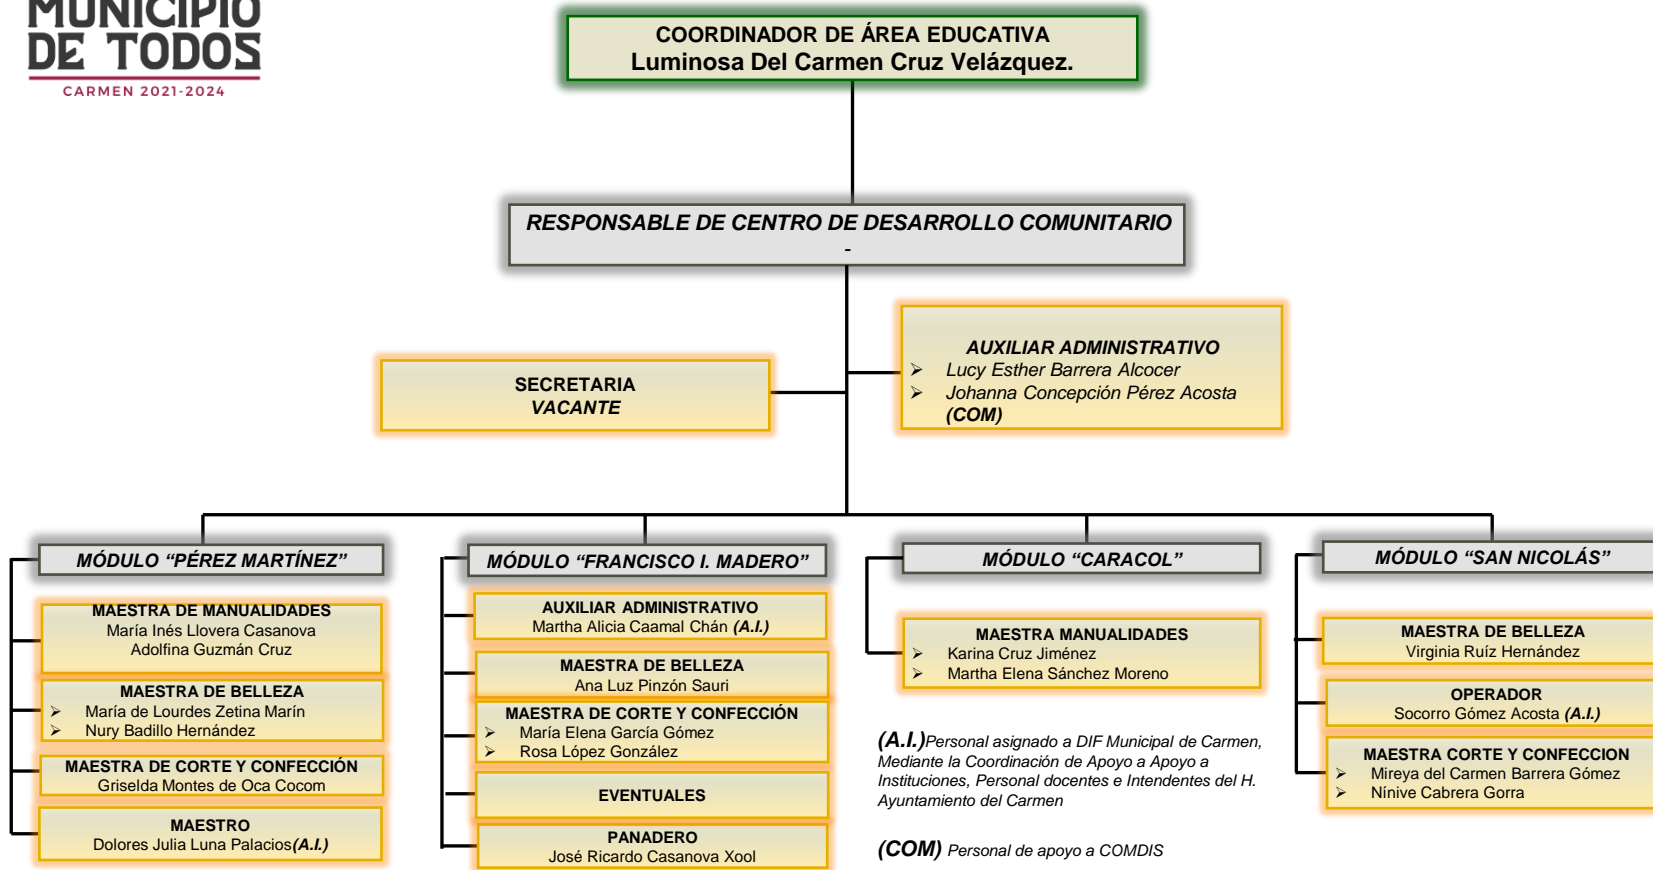 MUNICIPIO
DE TODOS
CARMEN 2021-2024
COORDINADOR DE ÁREA EDUCATIVA
Luminosa Del Carmen Cruz Velázquez.
RESPONSABLE DE CENTRO DE DESARROLLO COMUNITARIO
-
SECRETARIA
VACANTE
AUXILIAR ADMINISTRATIVO
➢ Lucy Esther Barrera Alcocer
➢ Johanna Concepción Pérez Acosta
(COM)
MÓDULO “PÉREZ MARTÍNEZ”
MAESTRA DE MANUALIDADES
María Inés Llovera Casanova
Adolfina Guzmán Cruz
MAESTRA DE BELLEZA
➢ María de Lourdes Zetina Marín
➢ Nury Badillo Hernández
MAESTRA DE CORTE Y CONFECCIÓN
Griselda Montes de Oca Cocom
MAESTRO
Dolores Julia Luna Palacios(A.I.)
MÓDULO “FRANCISCO I. MADERO”
AUXILIAR ADMINISTRATIVO
Martha Alicia Caamal Chán (A.I.)
MAESTRA DE BELLEZA
Ana Luz Pinzón Sauri
MAESTRA DE CORTE Y CONFECCIÓN
➢ María Elena García Gómez
➢ Rosa López González
EVENTUALES
PANADERO
José Ricardo Casanova Xool
MÓDULO “CARACOL”
MAESTRA MANUALIDADES
➢ Karina Cruz Jiménez
➢ Martha Elena Sánchez Moreno
MÓDULO “SAN NICOLÁS”
MAESTRA DE BELLEZA
Virginia Ruíz Hernández
OPERADOR
Socorro Gómez Acosta (A.I.)
MAESTRA CORTE Y CONFECCION
➢ Mireya del Carmen Barrera Gómez
➢ Nínive Cabrera Gorra
(A.I.)Personal asignado a DIF Municipal de Carmen,
Mediante la Coordinación de Apoyo a Apoyo a
Instituciones, Personal docentes e Intendentes del H.
Ayuntamiento del Carmen
(COM) Personal de apoyo a COMDIS